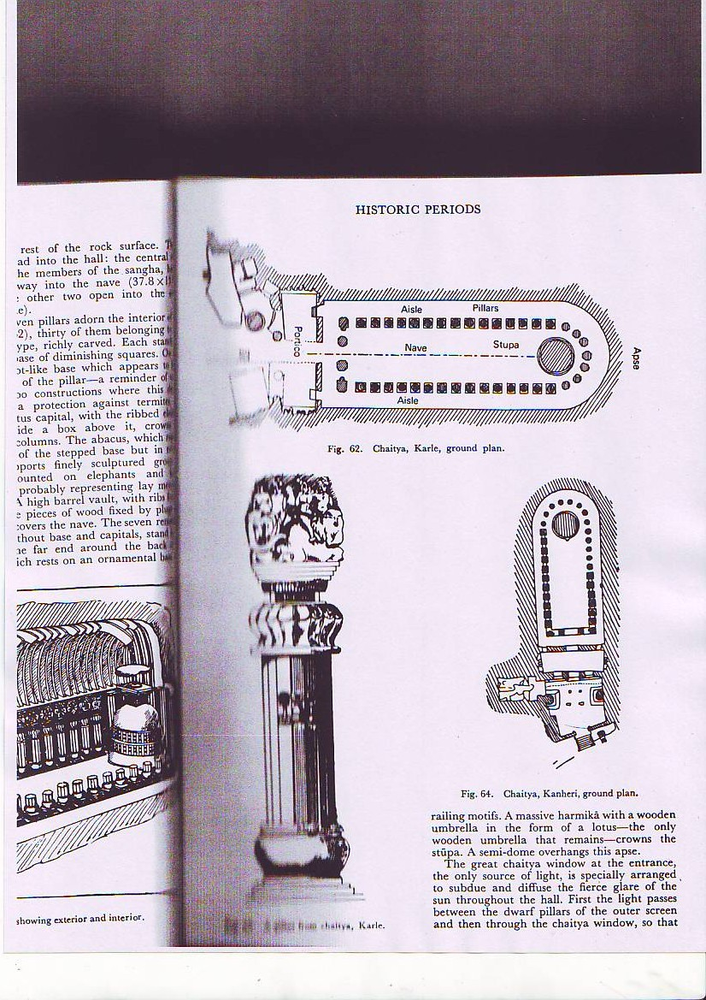 rest of the rock surface.
ad into the hall: the central
he members of the sangha,
way into the nave (37.8 x
: other two open into the
.e).
ven pillars adorn the interior
2), thirty of them belonging
ype, richly carved. Each
ase of diminishing squares.
ot-like base which appears
of the pillar—a reminder of
oo constructions where this
a protection against termite
tus capital, with the ribbed
ide a box above it, crow
columns. The abacus, which
of the stepped base but in
pports finely sculptured
ounted on elephants and
probably representing lay
A high barrel vault, with ribs
e pieces of wood fixed by
covers the nave. The seven
thout base and capitals, stand
he far end around the back
ich rests on an ornamental
showing exterior and interior.
HISTORIC PERIODS
Aisle
Pillars
Portico
Nave
Stupa
Apse
Aisle
Fig. 62. Chaitya, Karle, ground plan.
from chaitya, Karle.
Fig. 64. Chaitya, Kanheri, ground plan.
railing motifs. A massive harmikâ with a wooden
umbrella in the form of a lotus—the only
wooden umbrella that remains—crowns the
stūpa. A semi-dome overhangs this apse.
The great chaitya window at the entrance,
the only source of light, is specially arranged
to subdue and diffuse the fierce glare of the
sun throughout the hall. First the light passes
between the dwarf pillars of the outer screen
and then through the chaitya window, so that